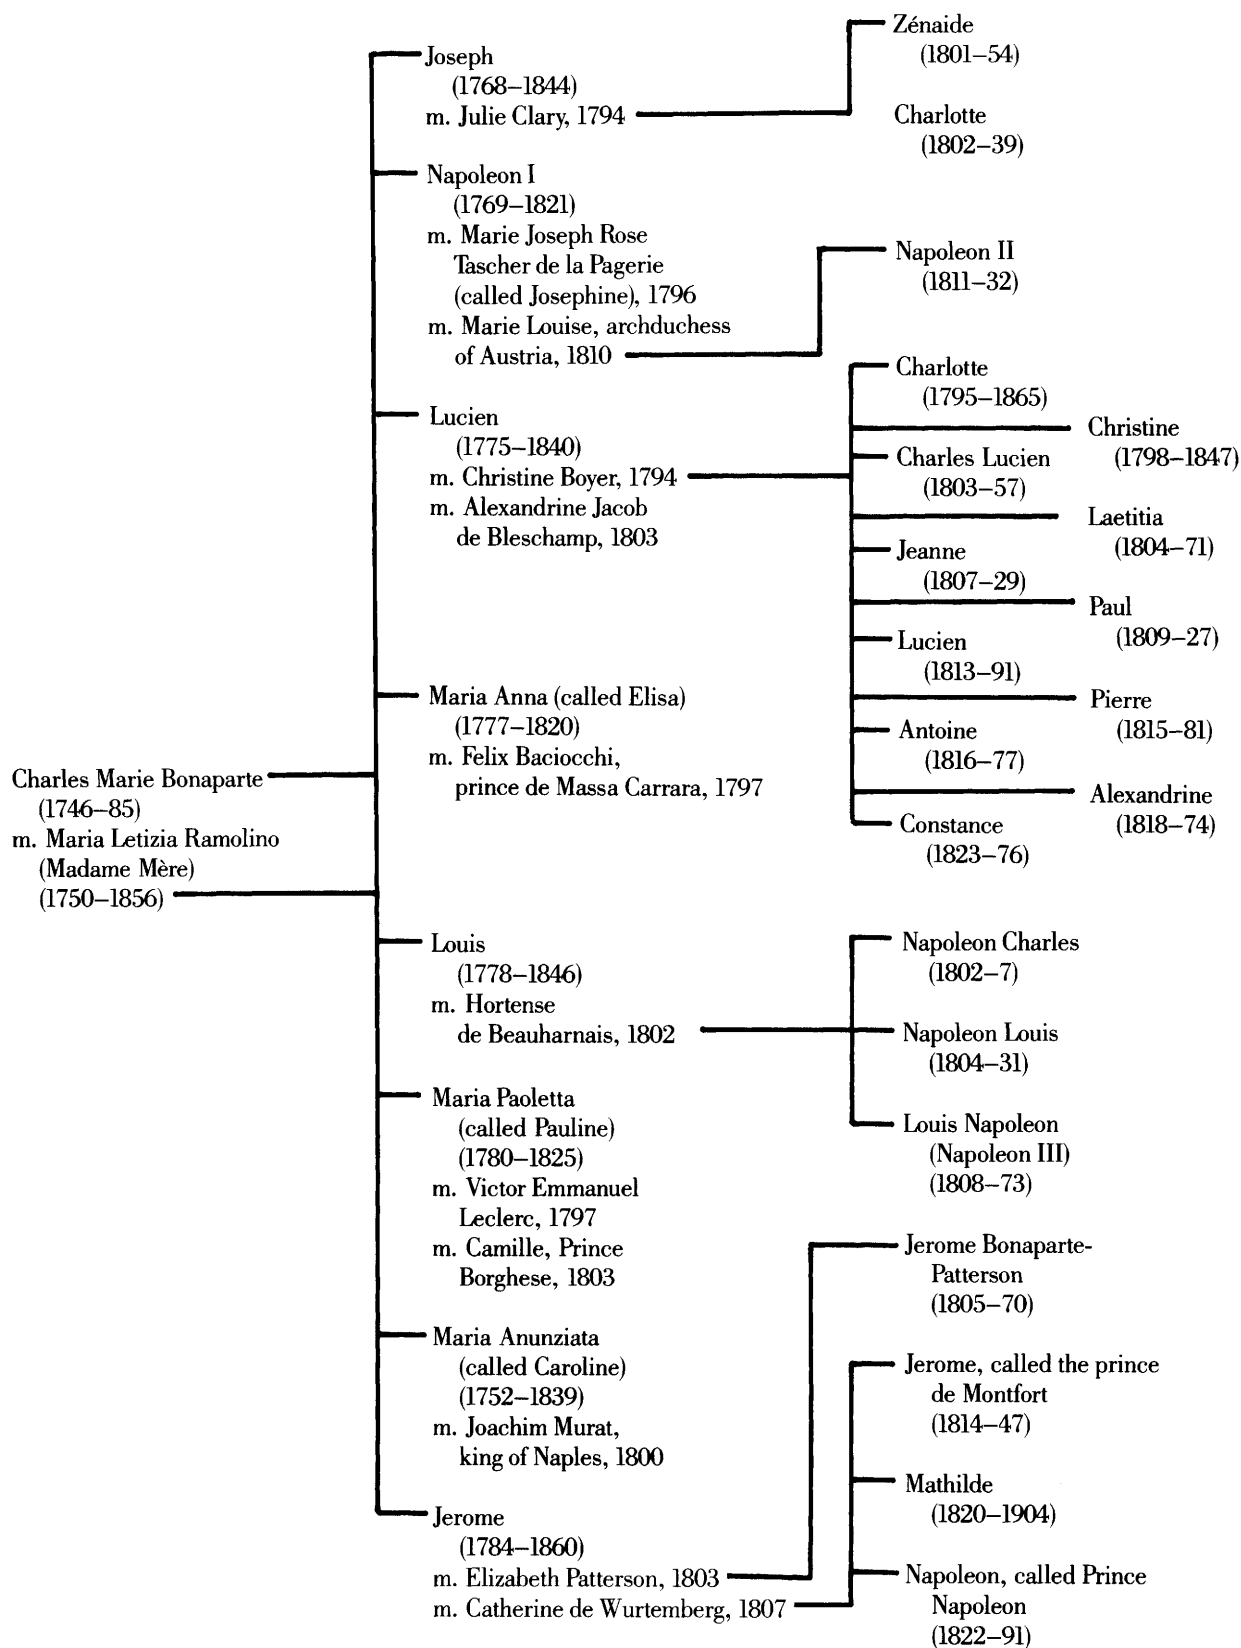 Charles Marie Bonaparte
(1746–85)
m. Maria Letizia Ramolino
(Madame Mère)
(1750–1856)
Joseph
(1768–1844)
m. Julie Clary, 1794
Napoleon I
(1769–1821)
m. Marie Joseph Rose
Tascher de la Pagerie
(called Josephine), 1796
m. Marie Louise, archduchess
of Austria, 1810
Lucien
(1775–1840)
m. Christine Boyer, 1794
m. Alexandrine Jacob
de Bleschamp, 1803
Maria Anna (called Elisa)
(1777–1820)
m. Felix Baciocchi,
prince de Massa Carrara, 1797
Louis
(1778–1846)
m. Hortense
de Beauharnais, 1802
Maria Paoletta
(called Pauline)
(1780–1825)
m. Victor Emmanuel
Leclerc, 1797
m. Camille, Prince
Borghese, 1803
Maria Anunziata
(called Caroline)
(1752–1839)
m. Joachim Murat,
king of Naples, 1800
Jerome
(1784–1860)
m. Elizabeth Patterson, 1803
m. Catherine de Wurtemberg, 1807
Zénaide
(1801–54)
Charlotte
(1802–39)
Napoleon II
(1811–32)
Charlotte
(1795–1865)
Christine
(1798–1847)
Charles Lucien
(1803–57)
Laetitia
(1804–71)
Jeanne
(1807–29)
Paul
(1809–27)
Lucien
(1813–91)
Pierre
(1815–81)
Antoine
(1816–77)
Alexandrine
(1818–74)
Constance
(1823–76)
Napoleon Charles
(1802–7)
Napoleon Louis
(1804–31)
Louis Napoleon
(Napoleon III)
(1808–73)
Jerome Bonaparte-
Patterson
(1805–70)
Jerome, called the prince
de Montfort
(1814–47)
Mathilde
(1820–1904)
Napoleon, called Prince
Napoleon
(1822–91)